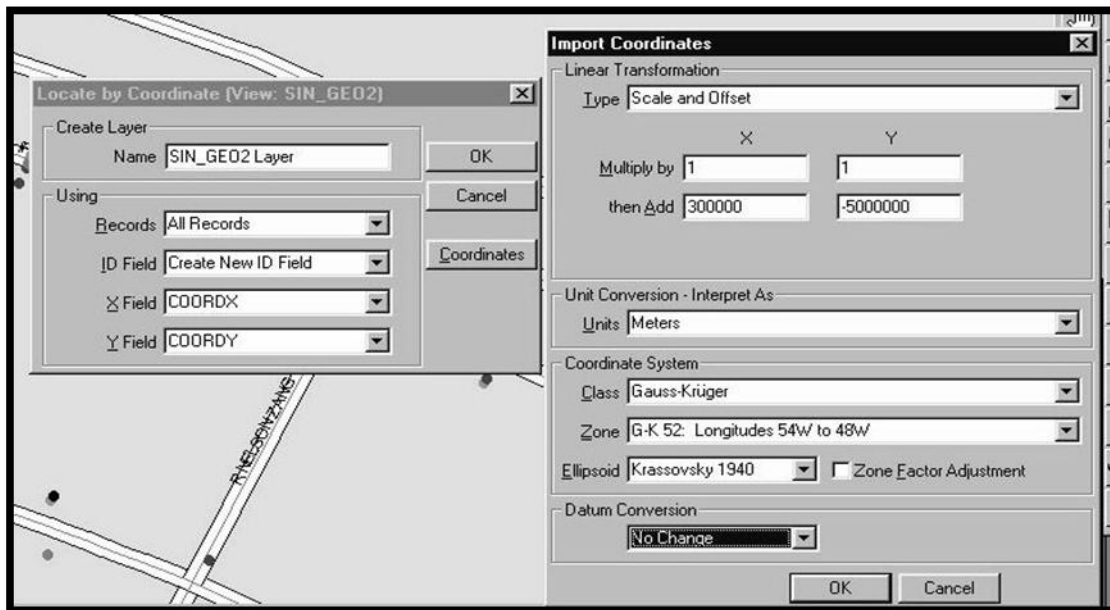 Locate by Coordinate (View: SIN_GEO2)
Create Layer
Name SIN_GEO2 Layer
OK
Using
Cancel
Records All Records
ID Field Create New ID Field
Coordinates
X Field COORDX
Y Field COORDY
R NELSON ZANG
Import Coordinates
Linear Transformation
Type Scale and Offset
X Y
Multiply by 1 1
then Add 300000 -5000000
Unit Conversion - Interpret As
Units Meters
Coordinate System
Class Gauss-Krüger
Zone G-K 52: Longitudes 54W to 48W
Ellipsoid Krassovsky 1940 Zone Factor Adjustment
Datum Conversion
No Change
OK Cancel